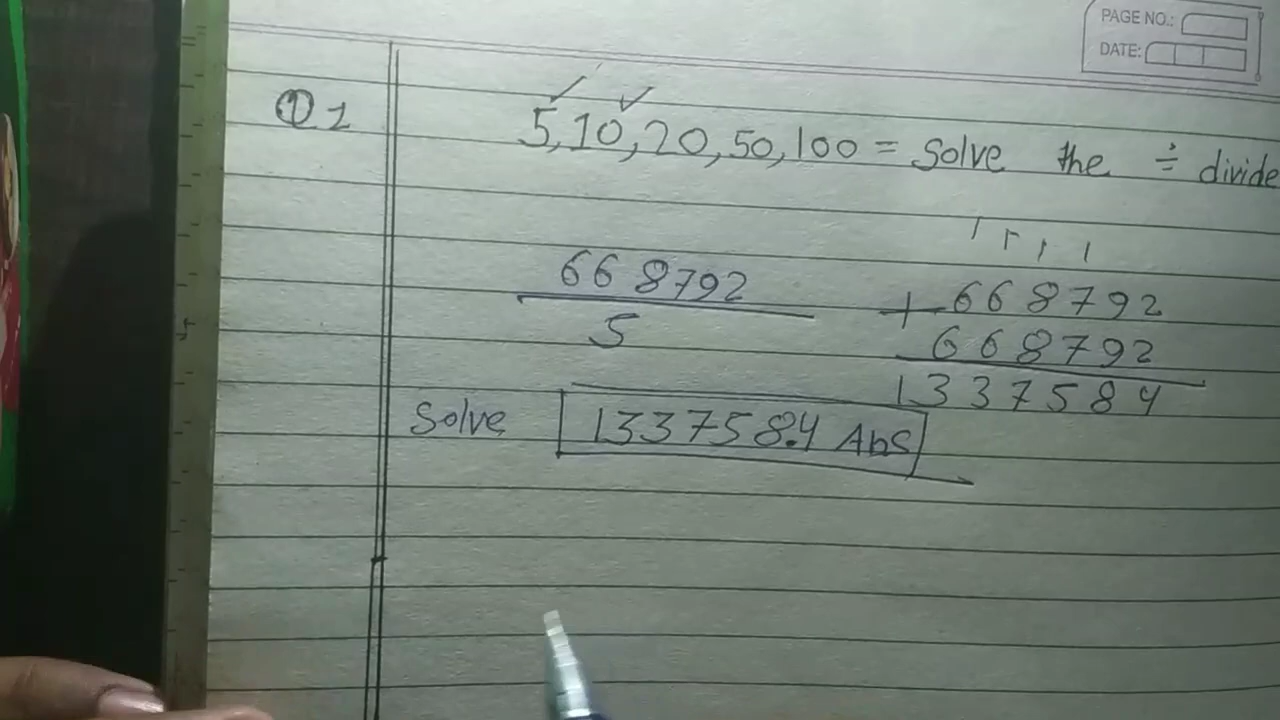 PAGE NO.:
DATE:
Q1
5,10,20,50,100 = Solve the ÷ divide
668792
5
+ 668792
668792
1337584
Solve 133758.4 Abs